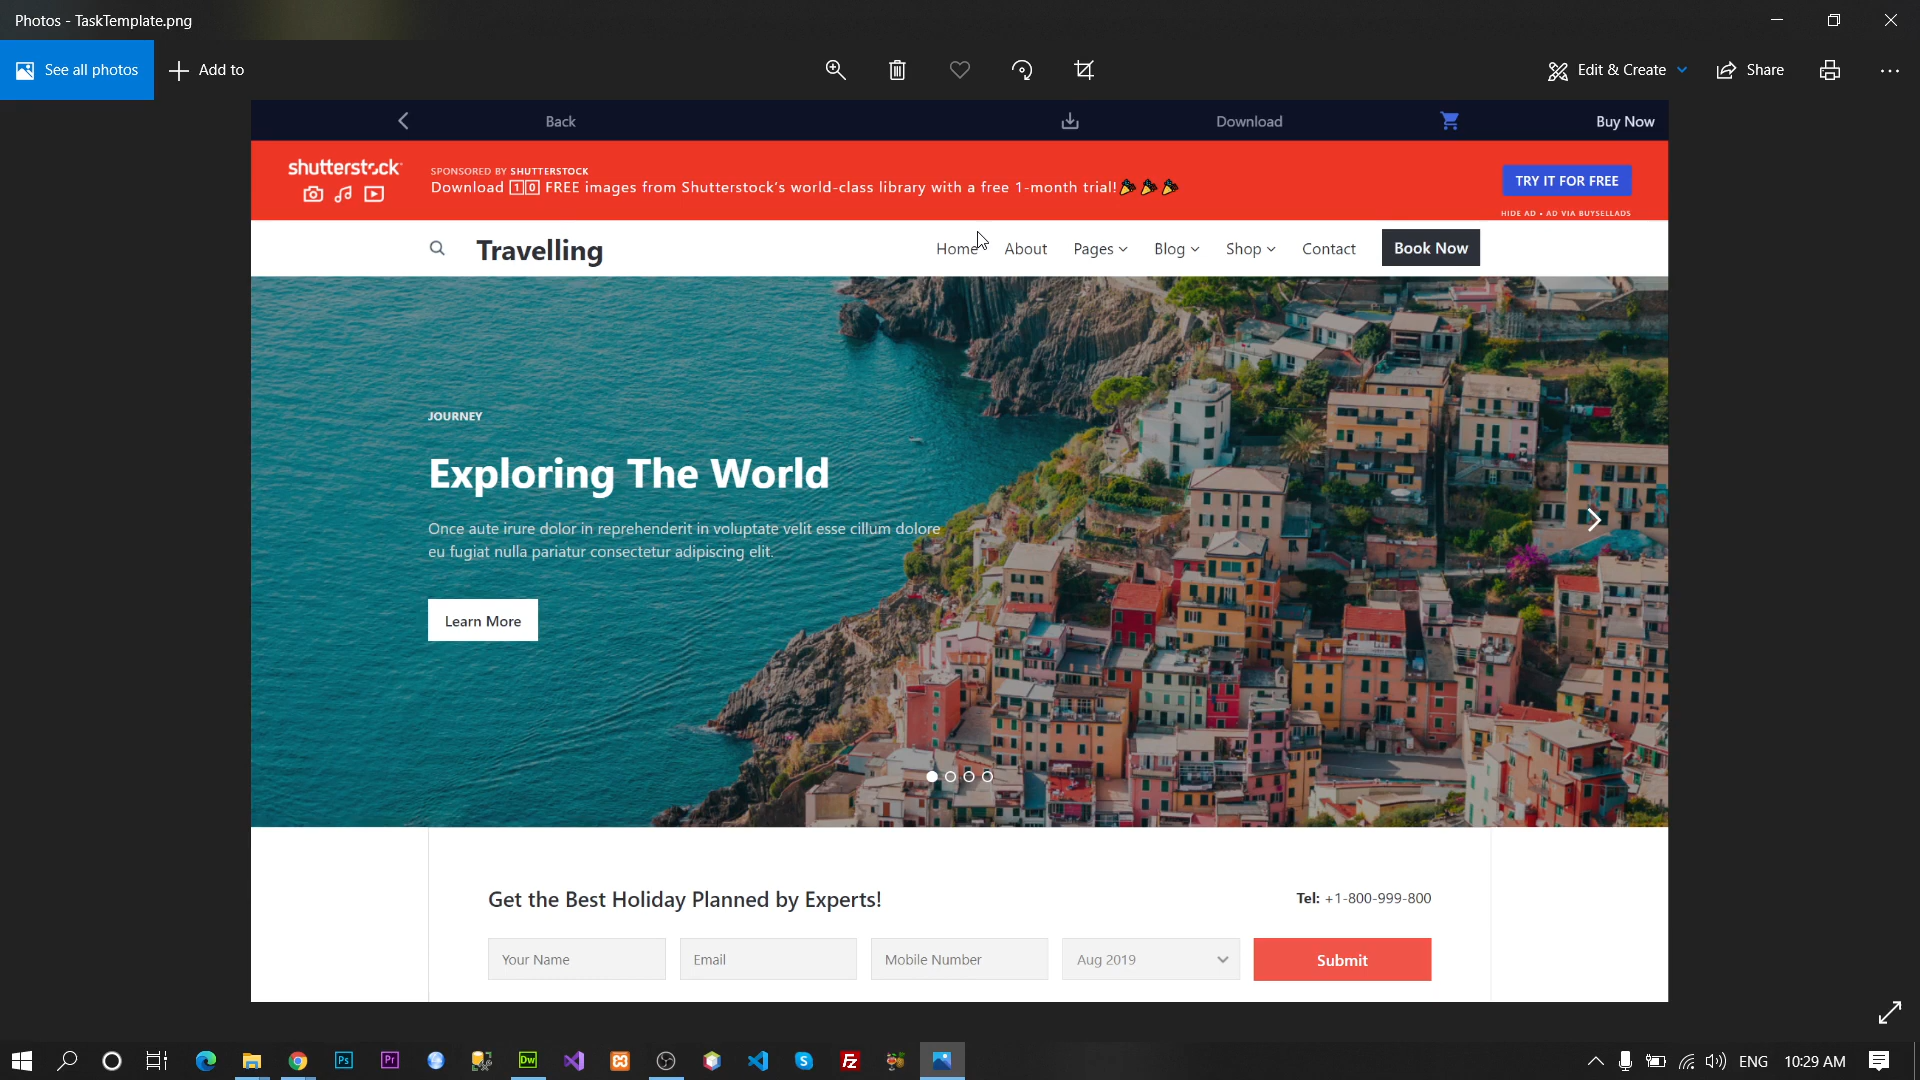 Photos - TaskTemplate.png
See all photos
Add to
Edit & Create
Share
Back
Download
Buy Now
shutterstock
SPONSORED BY SHUTTERSTOCK
Download 10 FREE images from Shutterstock's world-class library with a free 1-month trial!
TRY IT FOR FREE
HIDE AD • AD VIA BUYSELLADS
Travelling
Home
About
Pages
Blog
Shop
Contact
Book Now
JOURNEY
Exploring The World
Once aute irure dolor in reprehenderit in voluptate velit esse cillum dolore
eu fugiat nulla pariatur consectetur adipiscing elit.
Learn More
Get the Best Holiday Planned by Experts!
Tel: +1-800-999-800
Your Name
Email
Mobile Number
Aug 2019
Submit
Ps
Pr
Dw
S
Fz
ENG
10:29 AM